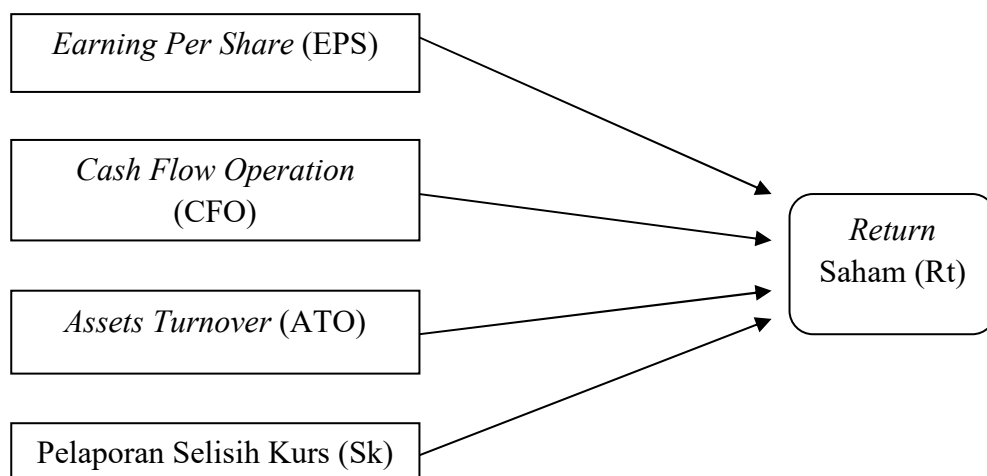 Earning Per Share (EPS)
Cash Flow Operation
(CFO)
Return
Saham (Rt)
Assets Turnover (ATO)
Pelaporan Selisih Kurs (Sk)